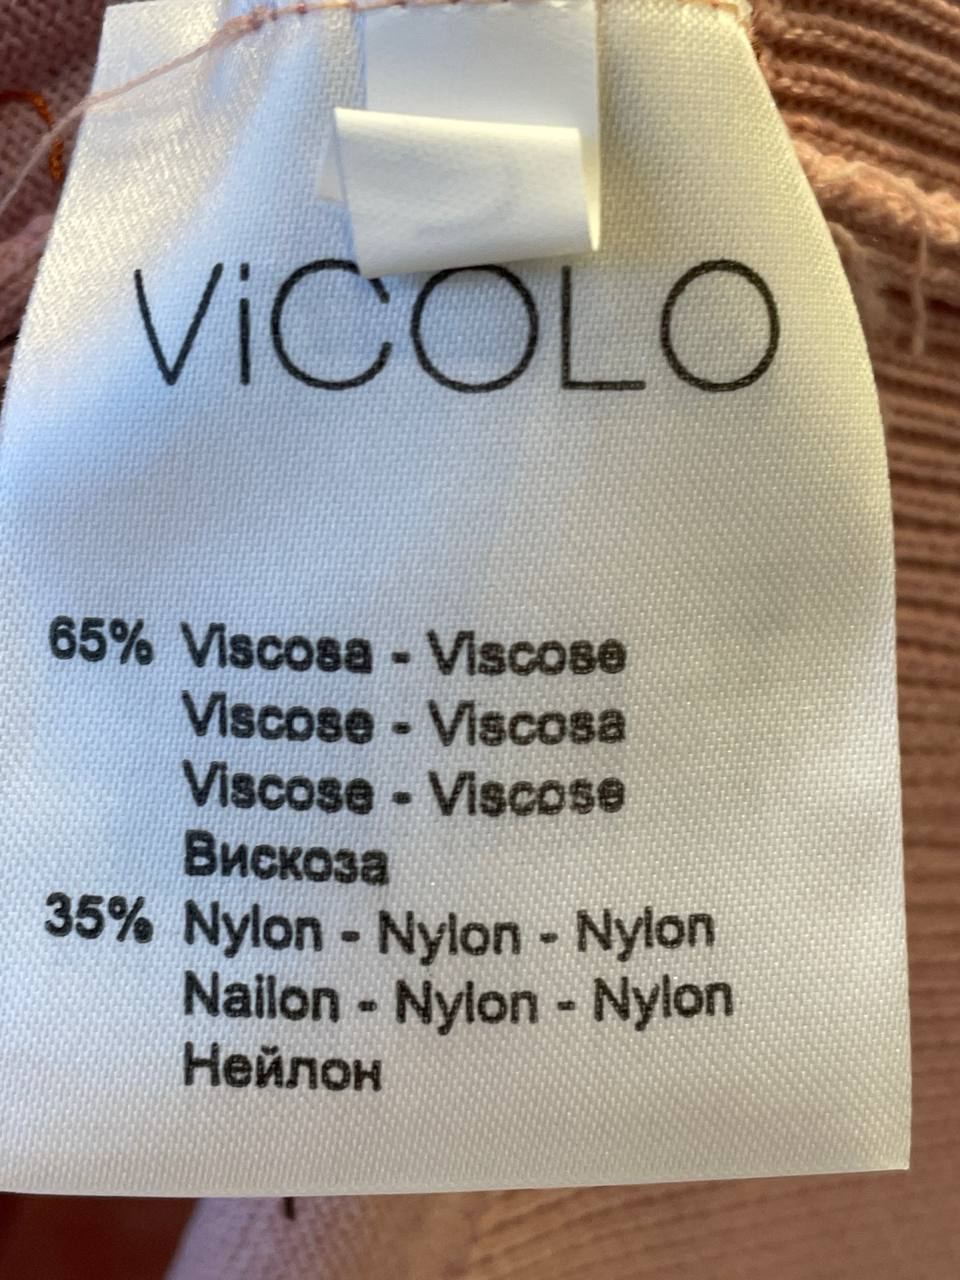 ViCOLO
65% Viscosa - Viscose
Viscose - Viscosa
Viscose - Viscose
Вискоза
35% Nylon - Nylon - Nylon
Nailon - Nylon - Nylon
Нейлон